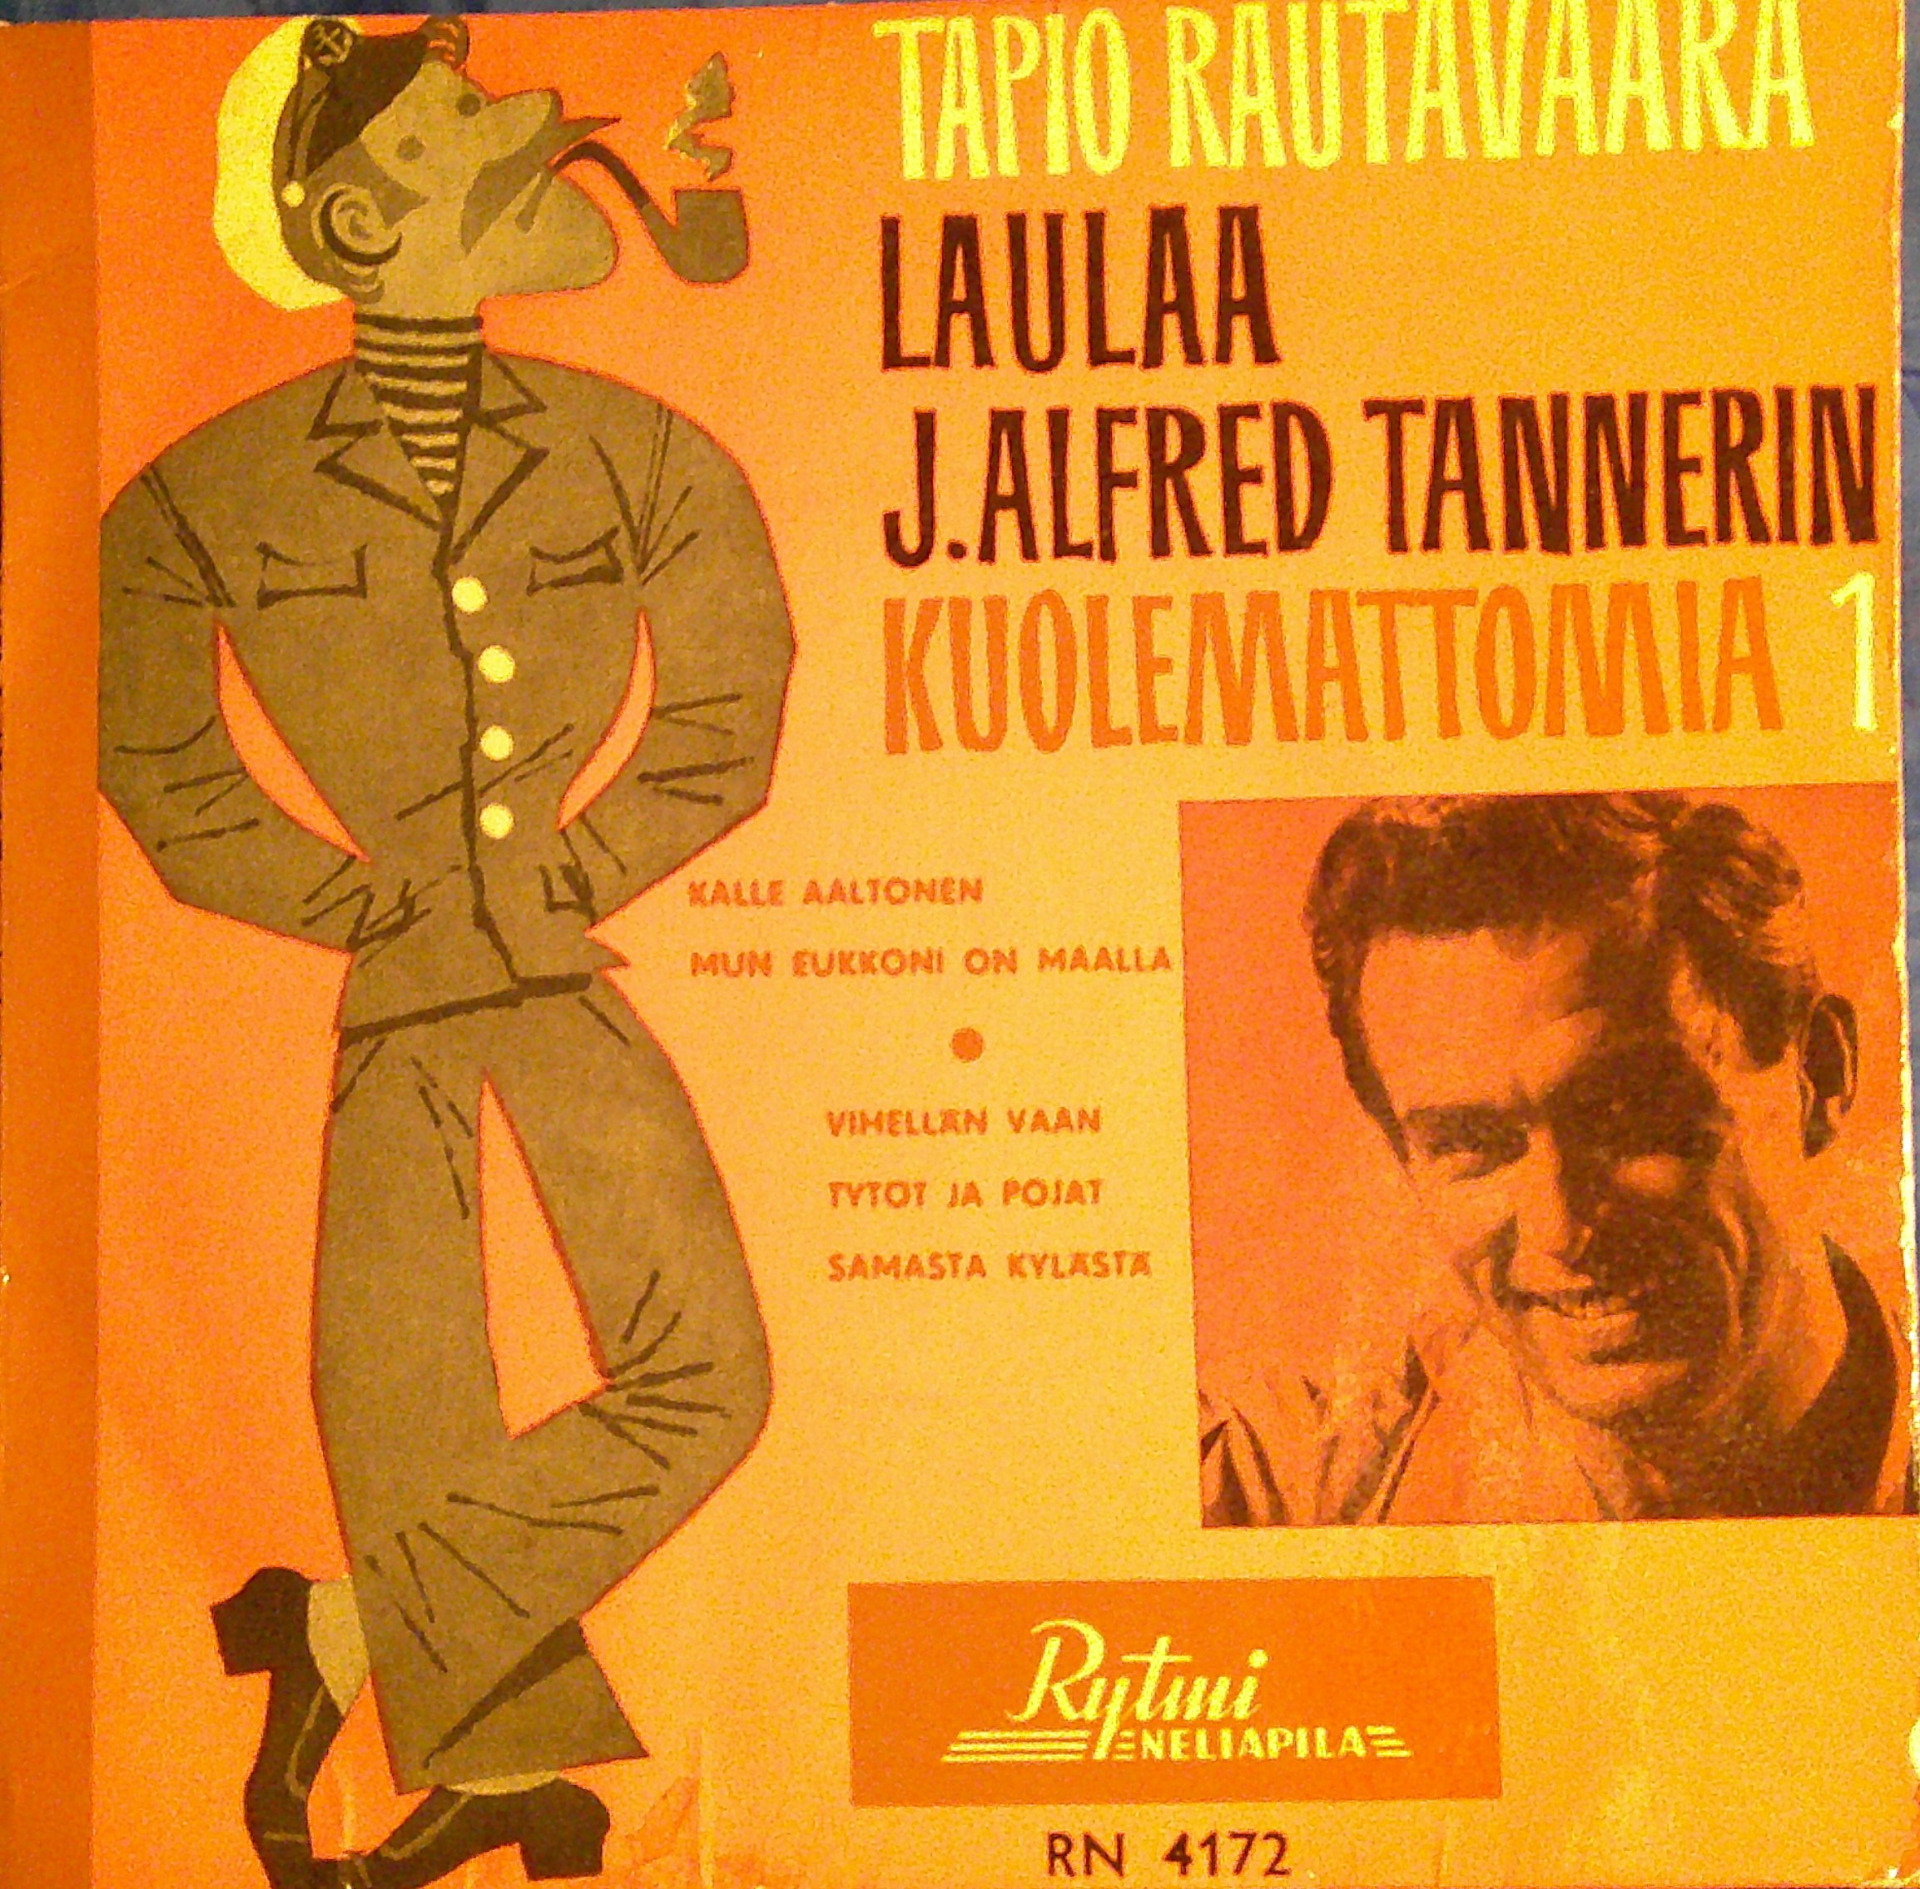 TAPIO RAUTAVAARA
LAULAA
J. ALFRED TANNERIN
KUOLEMATTOMIA 1
KALLE AALTONEN
MUN EUKKONI ON MAALLA
VIHELLÄN VAAN
TYTÖT JA POJAT
SAMASTA KYLÄSTÄ
Rytmi
NELIAPILA
RN 4172